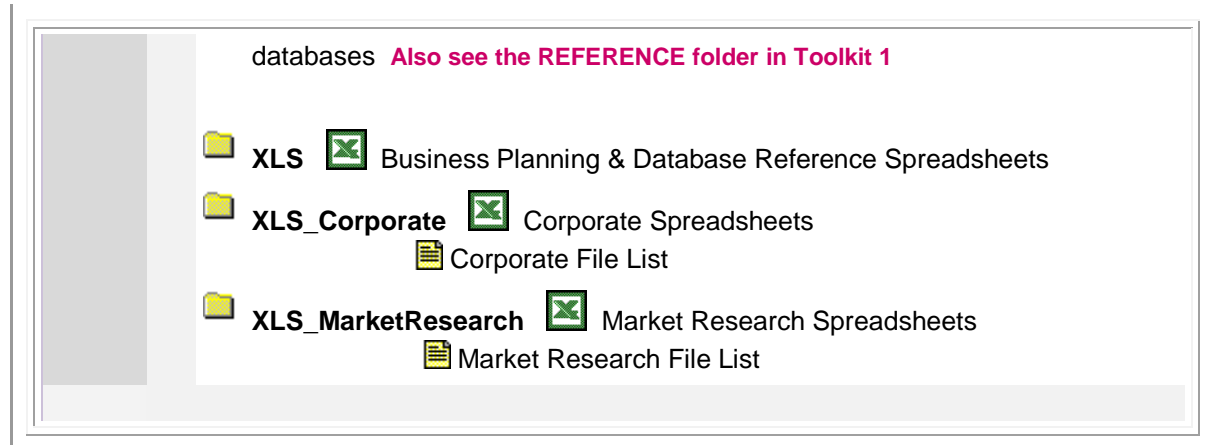 databases Also see the REFERENCE folder in Toolkit 1
XLS Business Planning & Database Reference Spreadsheets
XLS_Corporate Corporate Spreadsheets
Corporate File List
XLS_MarketResearch Market Research Spreadsheets
Market Research File List